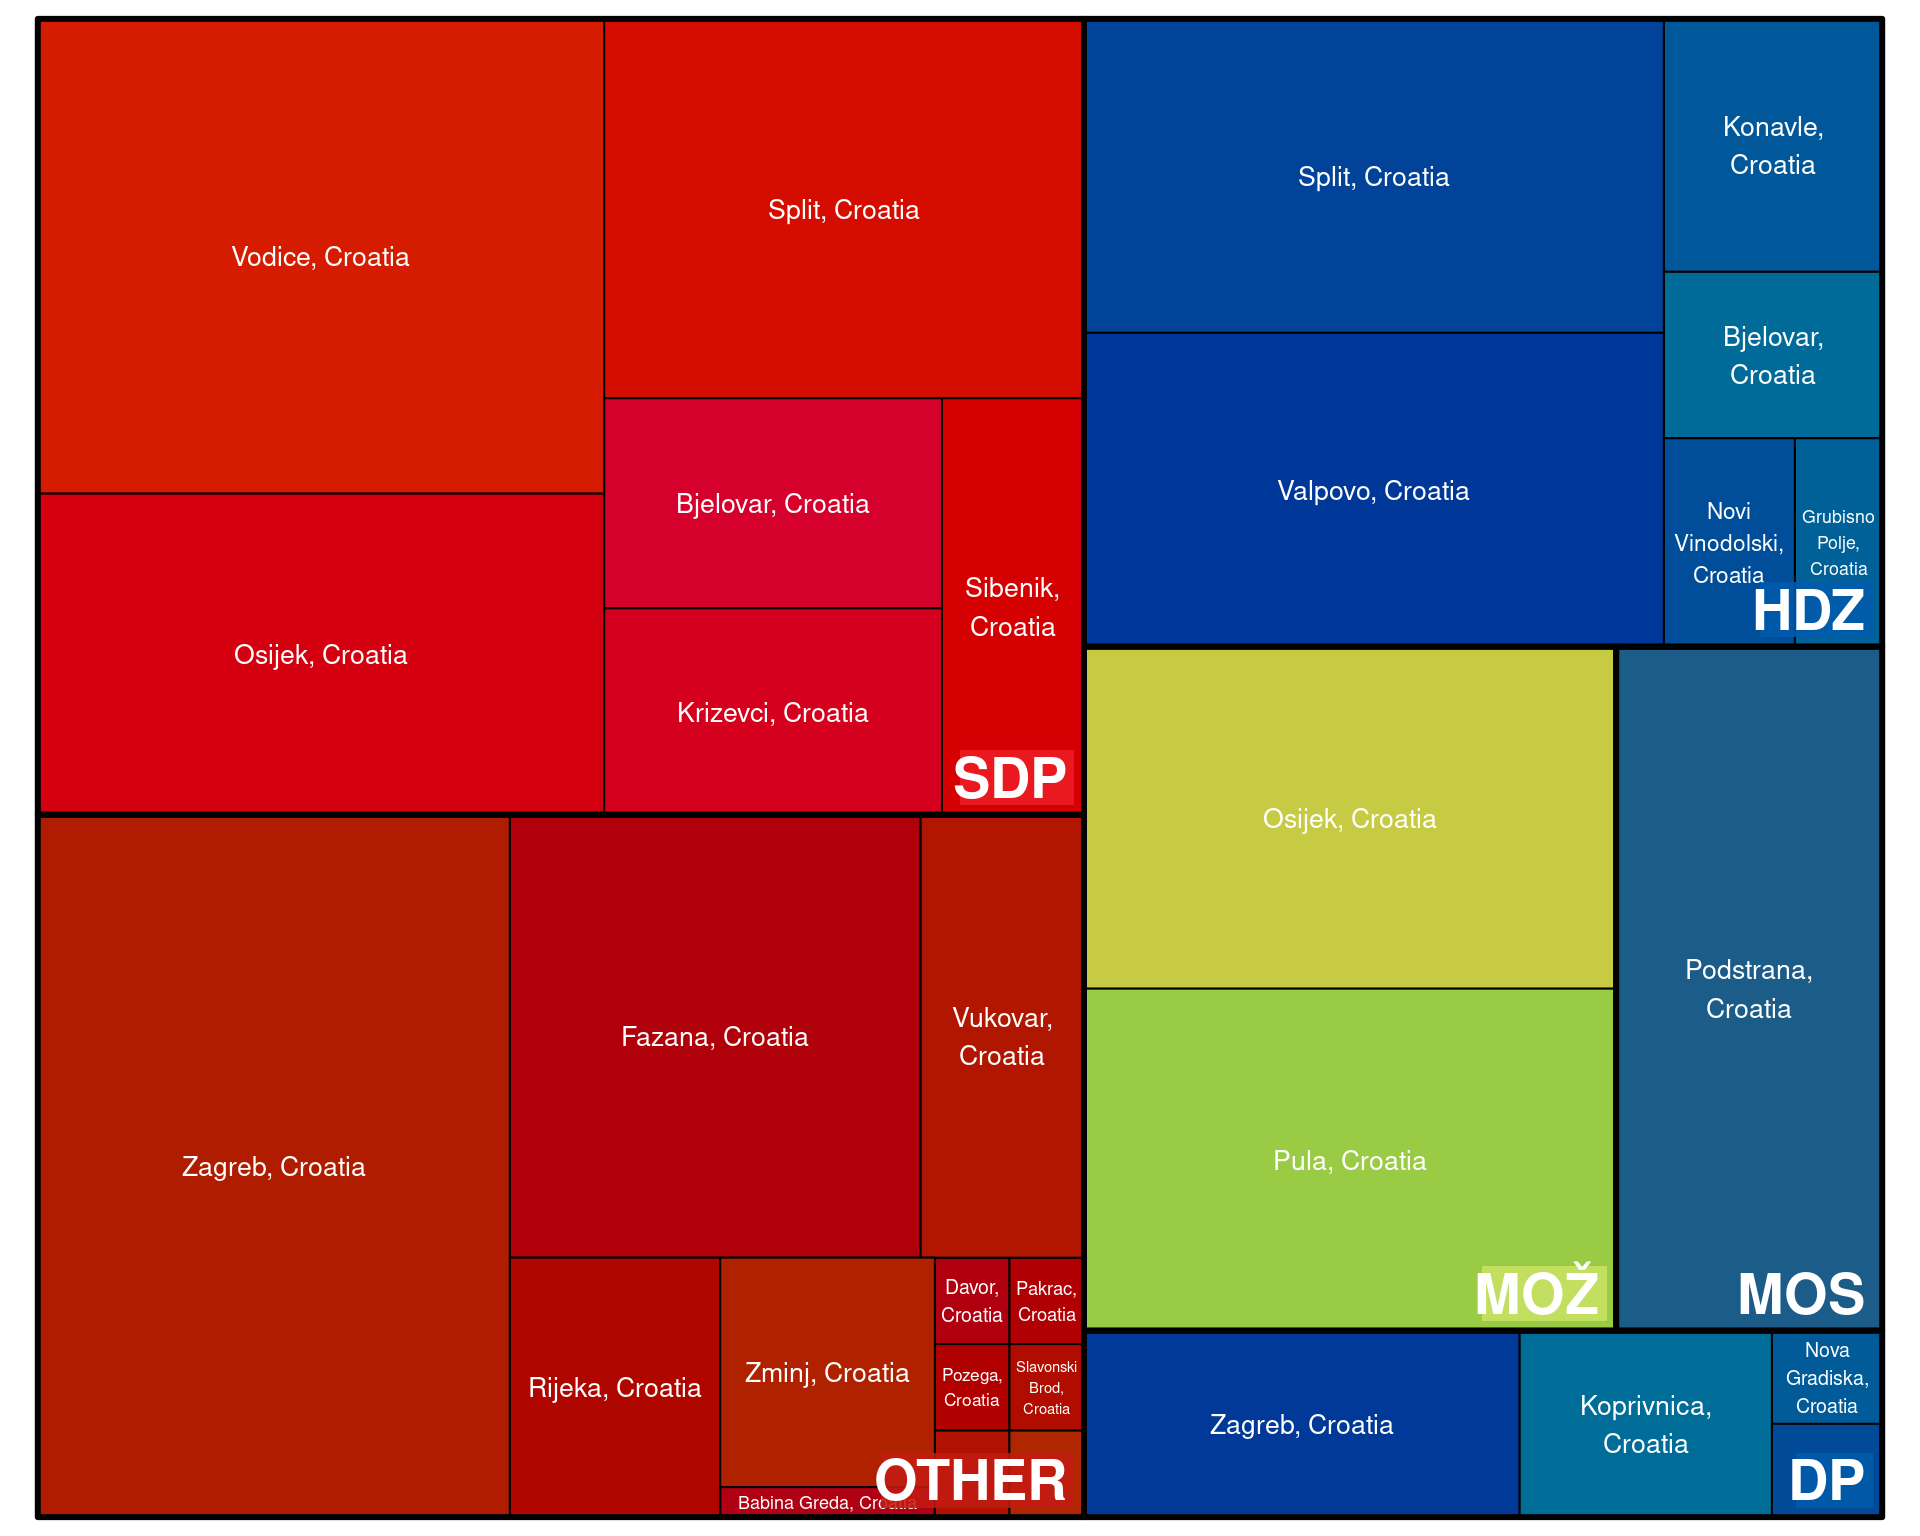 Vodice, Croatia
Split, Croatia
Osijek, Croatia
Bjelovar, Croatia
Krizevci, Croatia
Sibenik,
Croatia
SDP
Split, Croatia
Valpovo, Croatia
Konavle,
Croatia
Bjelovar,
Croatia
Novi
Vinodolski,
Croatia
Grubisno
Polje,
Croatia
HDZ
Zagreb, Croatia
Fazana, Croatia
Vukovar,
Croatia
Rijeka, Croatia
Zminj, Croatia
Babina Greda, Croatia
Davor,
Croatia
Pakrac,
Croatia
Pozega,
Croatia
Slavonski
Brod,
Croatia
OTHER
Osijek, Croatia
Pula, Croatia
MOŽ
Podstrana,
Croatia
MOS
Zagreb, Croatia
Koprivnica,
Croatia
Nova
Gradiska,
Croatia
DP